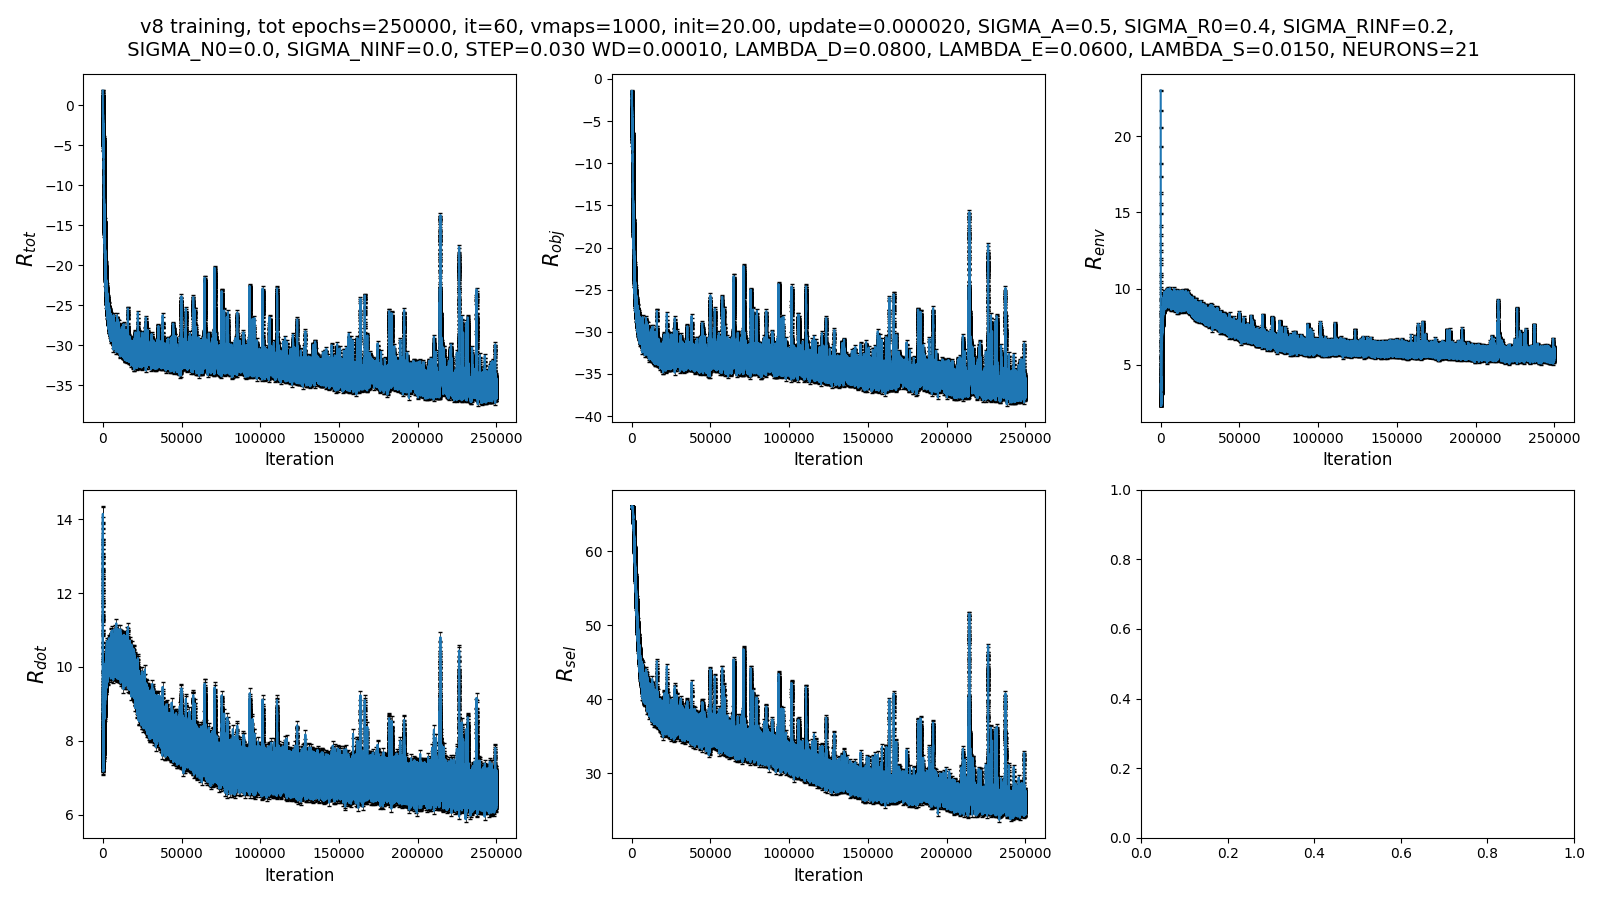 v8 training, tot epochs=250000, it=60, vmaps=1000, init=20.00, update=0.000020, SIGMA_A=0.5, SIGMA_R0=0.4, SIGMA_RINF=0.2,
SIGMA_N0=0.0, SIGMA_NINF=0.0, STEP=0.030 WD=0.00010, LAMBDA_D=0.0800, LAMBDA_E=0.0600, LAMBDA_S=0.0150, NEURONS=21
R_tot
0
−5
−10
−15
−20
−25
−30
−35
0 50000 100000 150000 200000 250000
Iteration
R_obj
0
−5
−10
−15
−20
−25
−30
−35
−40
0 50000 100000 150000 200000 250000
Iteration
R_env
20
15
10
5
0 50000 100000 150000 200000 250000
Iteration
R_dot
14
12
10
8
6
0 50000 100000 150000 200000 250000
Iteration
R_sel
60
50
40
30
0 50000 100000 150000 200000 250000
Iteration
1.0
0.8
0.6
0.4
0.2
0.0
0.0 0.2 0.4 0.6 0.8 1.0